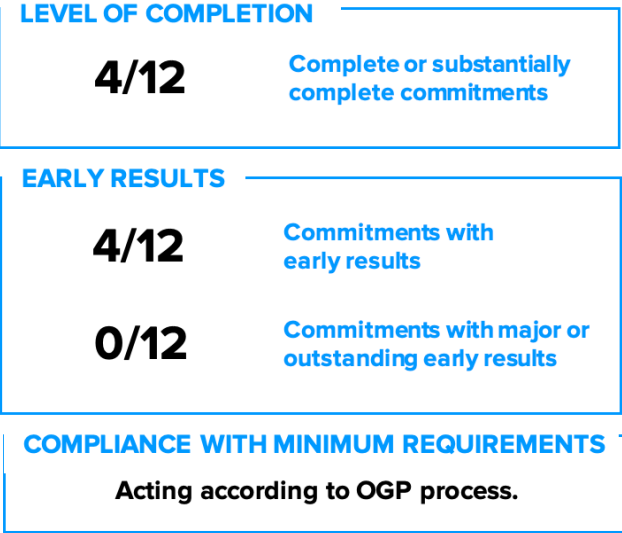 LEVEL OF COMPLETION
4/12
Complete or substantially
complete commitments
EARLY RESULTS
4/12
Commitments with
early results
0/12
Commitments with major or
outstanding early results
COMPLIANCE WITH MINIMUM REQUIREMENTS
Acting according to OGP process.